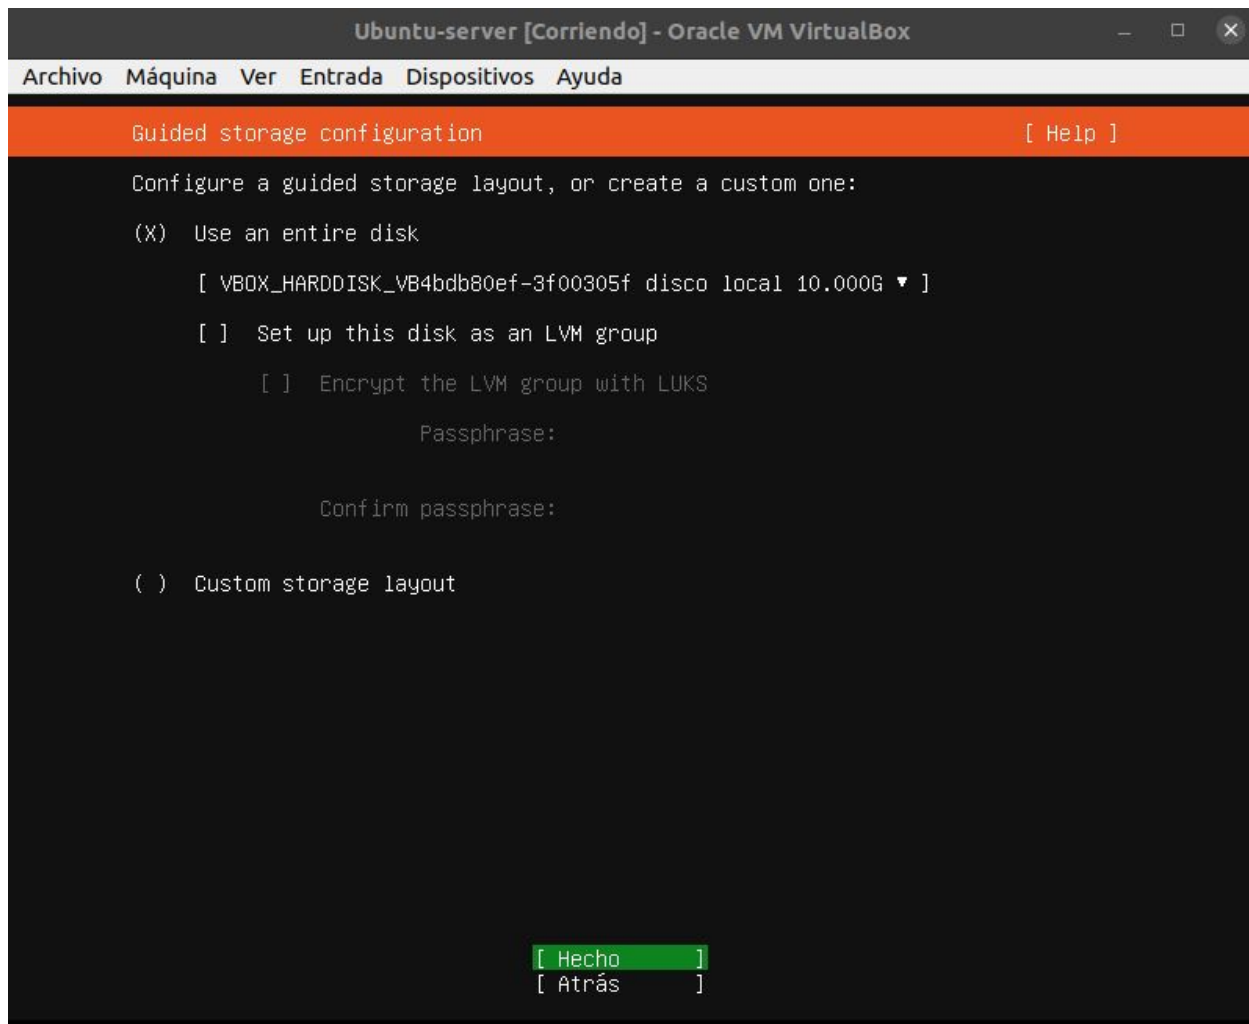 Ubuntu-server [Corriendo] - Oracle VM VirtualBox
Archivo Máquina Ver Entrada Dispositivos Ayuda
Guided storage configuration [ Help ]
Configure a guided storage layout, or create a custom one:
(X) Use an entire disk
[ VBOX_HARDDISK_VB4bdb80ef-3f00305f disco local 10.000G ▾ ]
[ ] Set up this disk as an LVM group
[ ] Encrypt the LVM group with LUKS
Passphrase:
Confirm passphrase:
( ) Custom storage layout
[ Hecho ]
[ Atrás ]